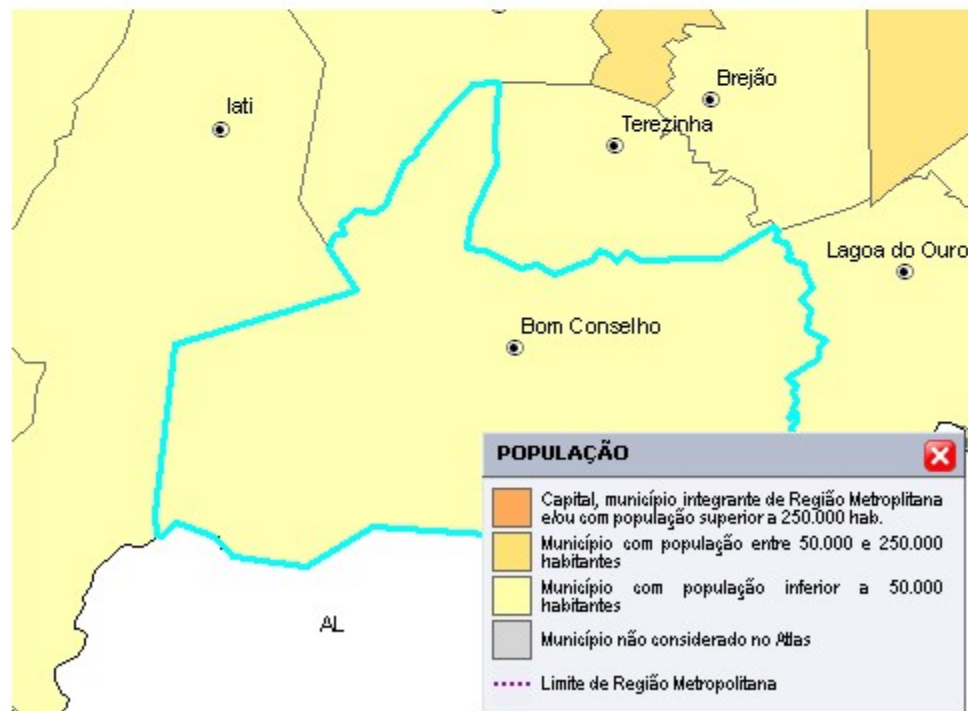 Brejão
Iati
Terezinha
Lagoa do Ouro
Bom Conselho
POPULAÇÃO
Capital, município integrante de Região Metroplitana
e/ou com população superior a 250.000 hab.
Município com população entre 50.000 e 250.000
habitantes
Município com população inferior a 50.000
habitantes
AL
Município não considerado no Atlas
Limite de Região Metropolitana